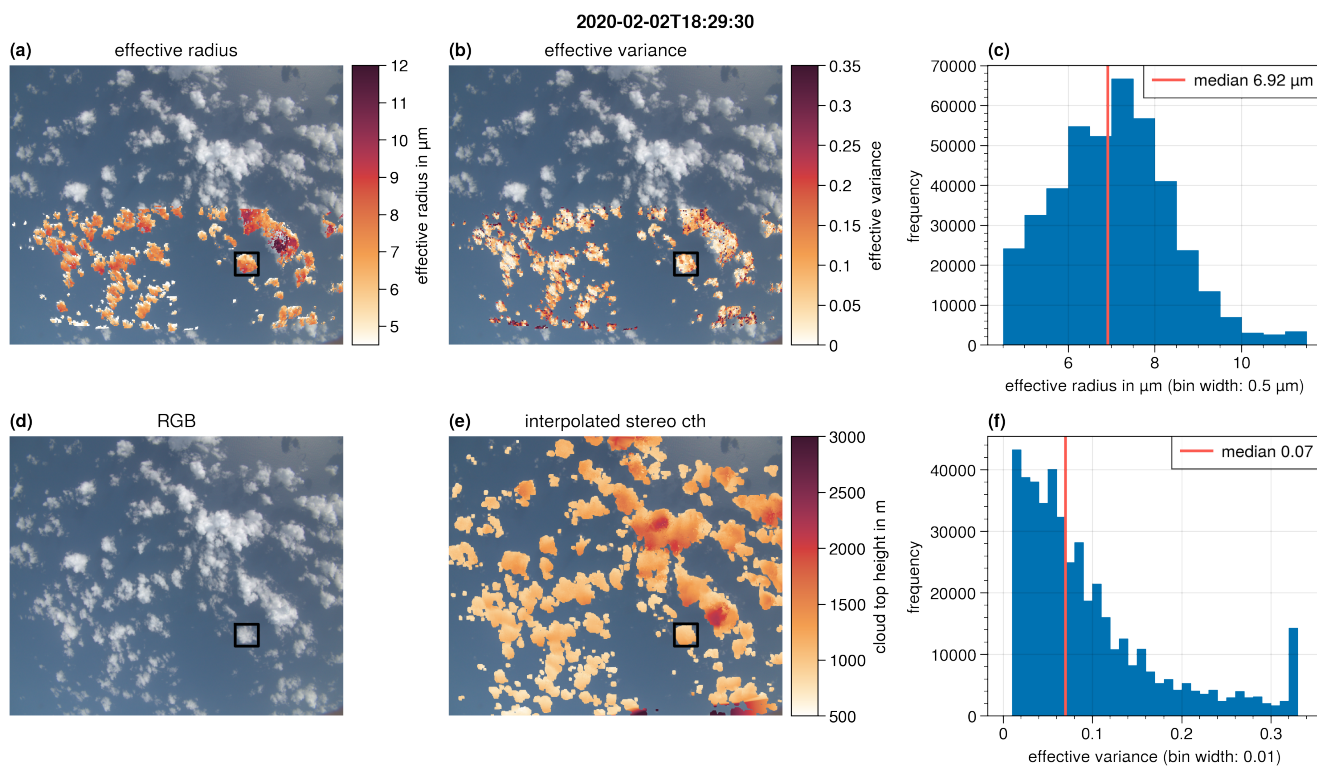 2020-02-02T18:29:30
(a) effective radius
12
11
10
9
8
7
6
5
effective radius in μm
(b) effective variance
0.35
0.3
0.25
0.2
0.15
0.1
0.05
0
effective variance
(c)
median 6.92 μm
70000
60000
50000
40000
30000
20000
10000
0
frequency
6 8 10
effective radius in μm (bin width: 0.5 μm)
(d) RGB
(e) interpolated stereo cth
3000
2500
2000
1500
1000
500
cloud top height in m
(f)
median 0.07
40000
30000
20000
10000
0
frequency
0 0.1 0.2 0.3
effective variance (bin width: 0.01)